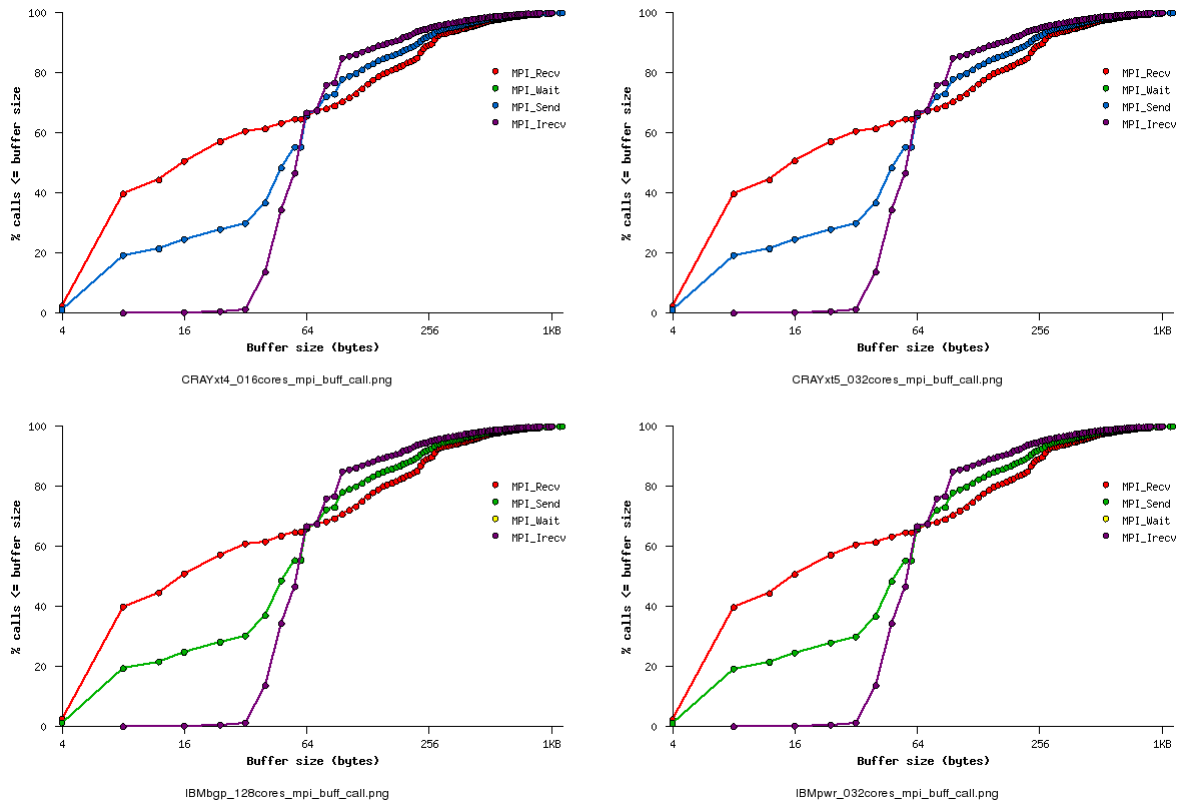 100
80
60
40
20
0
% calls <= buffer size
MPI_Recv
MPI_Wait
MPI_Send
MPI_Irecv
4 16 64 256 1KB
Buffer size (bytes)
CRAYxt4_016cores_mpi_buff_call.png
100
80
60
40
20
0
% calls <= buffer size
MPI_Recv
MPI_Wait
MPI_Send
MPI_Irecv
4 16 64 256 1KB
Buffer size (bytes)
CRAYxt5_032cores_mpi_buff_call.png
100
80
60
40
20
0
% calls <= buffer size
MPI_Recv
MPI_Send
MPI_Wait
MPI_Irecv
4 16 64 256 1KB
Buffer size (bytes)
IBMbgp_128cores_mpi_buff_call.png
100
80
60
40
20
0
% calls <= buffer size
MPI_Recv
MPI_Send
MPI_Wait
MPI_Irecv
4 16 64 256 1KB
Buffer size (bytes)
IBMpwr_032cores_mpi_buff_call.png